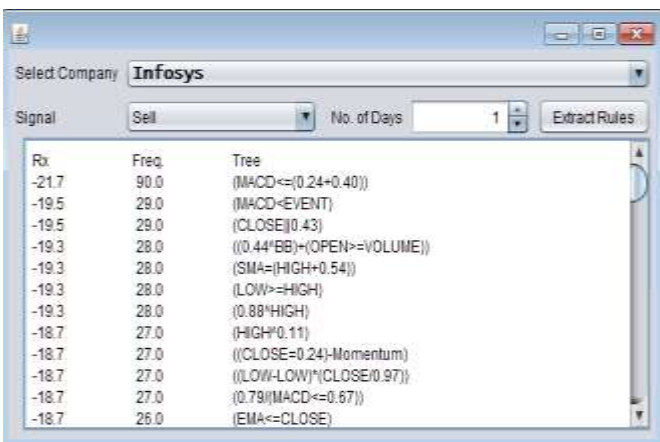 Select Company Infosys
Signal Sell No. of Days 1 Extract Rules
Rx Freq. Tree
-21.7 90.0 (MACD<=(0.24+0.40))
-19.5 29.0 (MACD<EVENT)
-19.5 29.0 (CLOSE||0.43)
-19.3 28.0 ((0.44*BB)+(OPEN>=VOLUME))
-19.3 28.0 (SMA=(HIGH+0.54))
-19.3 28.0 (LOW>=HIGH)
-19.3 28.0 (0.88*HIGH)
-18.7 27.0 (HIGH^0.11)
-18.7 27.0 ((CLOSE=0.24)-Momentum)
-18.7 27.0 ((LOW-LOW)*(CLOSE/0.97))
-18.7 27.0 (0.79/(MACD<=0.67))
-18.7 26.0 (EMA<=CLOSE)